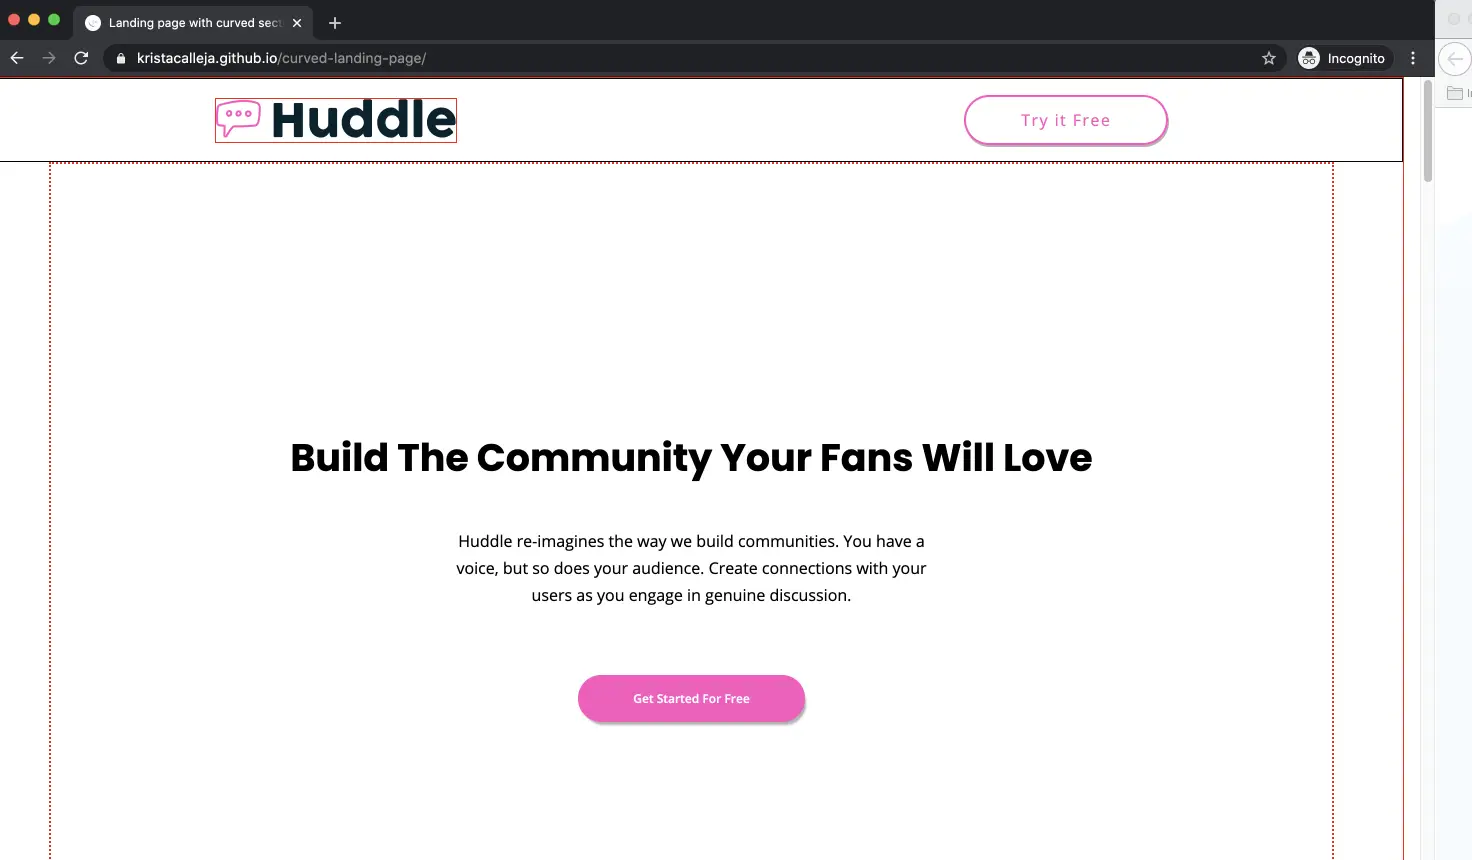 Landing page with curved sect
kristacalleja.github.io/curved-landing-page/
Incognito
Huddle
Try it Free
Build The Community Your Fans Will Love
Huddle re-imagines the way we build communities. You have a
voice, but so does your audience. Create connections with your
users as you engage in genuine discussion.
Get Started For Free